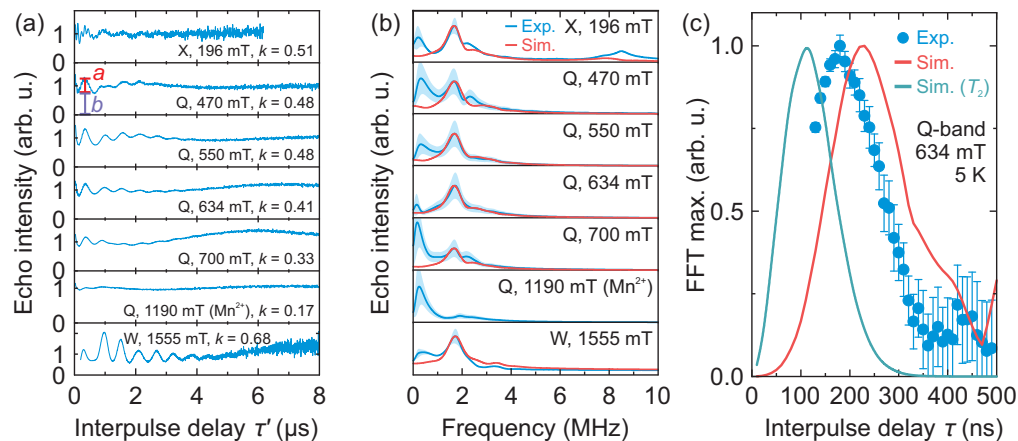 (a)
1
0
X, 196 mT, k = 0.51
a
b
1
0
Q, 470 mT, k = 0.48
1
0
Q, 550 mT, k = 0.48
1
0
Q, 634 mT, k = 0.41
1
0
Q, 700 mT, k = 0.33
1
0
Q, 1190 mT (Mn²⁺), k = 0.17
W, 1555 mT, k = 0.68
1
0
0 2 4 6 8
Echo intensity (arb. u.)
Interpulse delay τ′ (µs)
(b)
Exp.
Sim.
X, 196 mT
Q, 470 mT
Q, 550 mT
Q, 634 mT
Q, 700 mT
Q, 1190 mT (Mn²⁺)
W, 1555 mT
0 2 4 6 8 10
Echo intensity (arb. u.)
Frequency (MHz)
(c)
Exp.
Sim.
Sim. (T₂)
Q-band
634 mT
5 K
1.0
0.5
0.0
0 100 200 300 400 500
FFT max. (arb. u.)
Interpulse delay τ (ns)